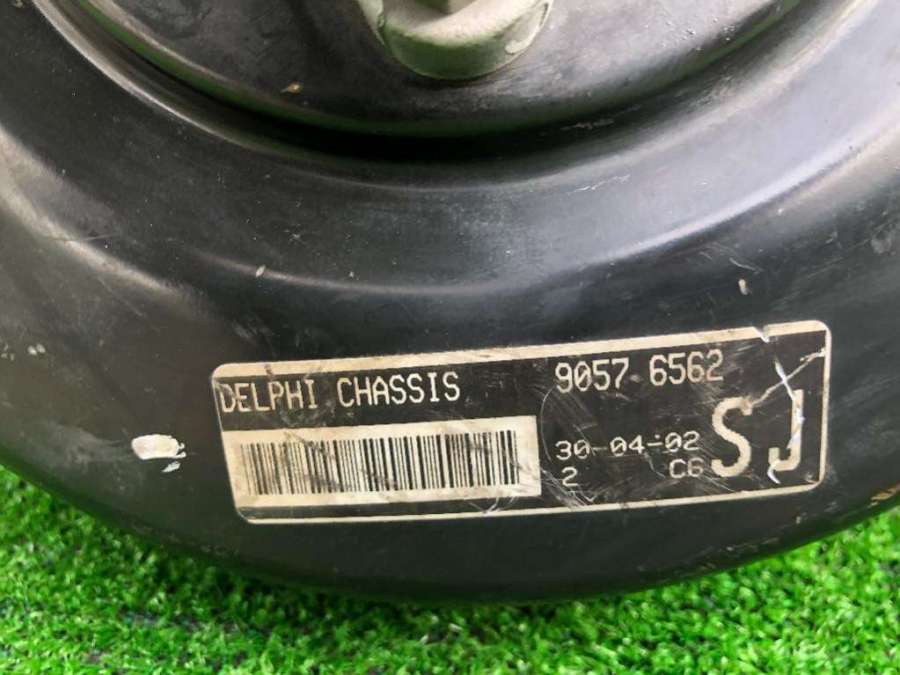 DELPHI CHASSIS 9057 6562
30-04-02 SJ
2 C6